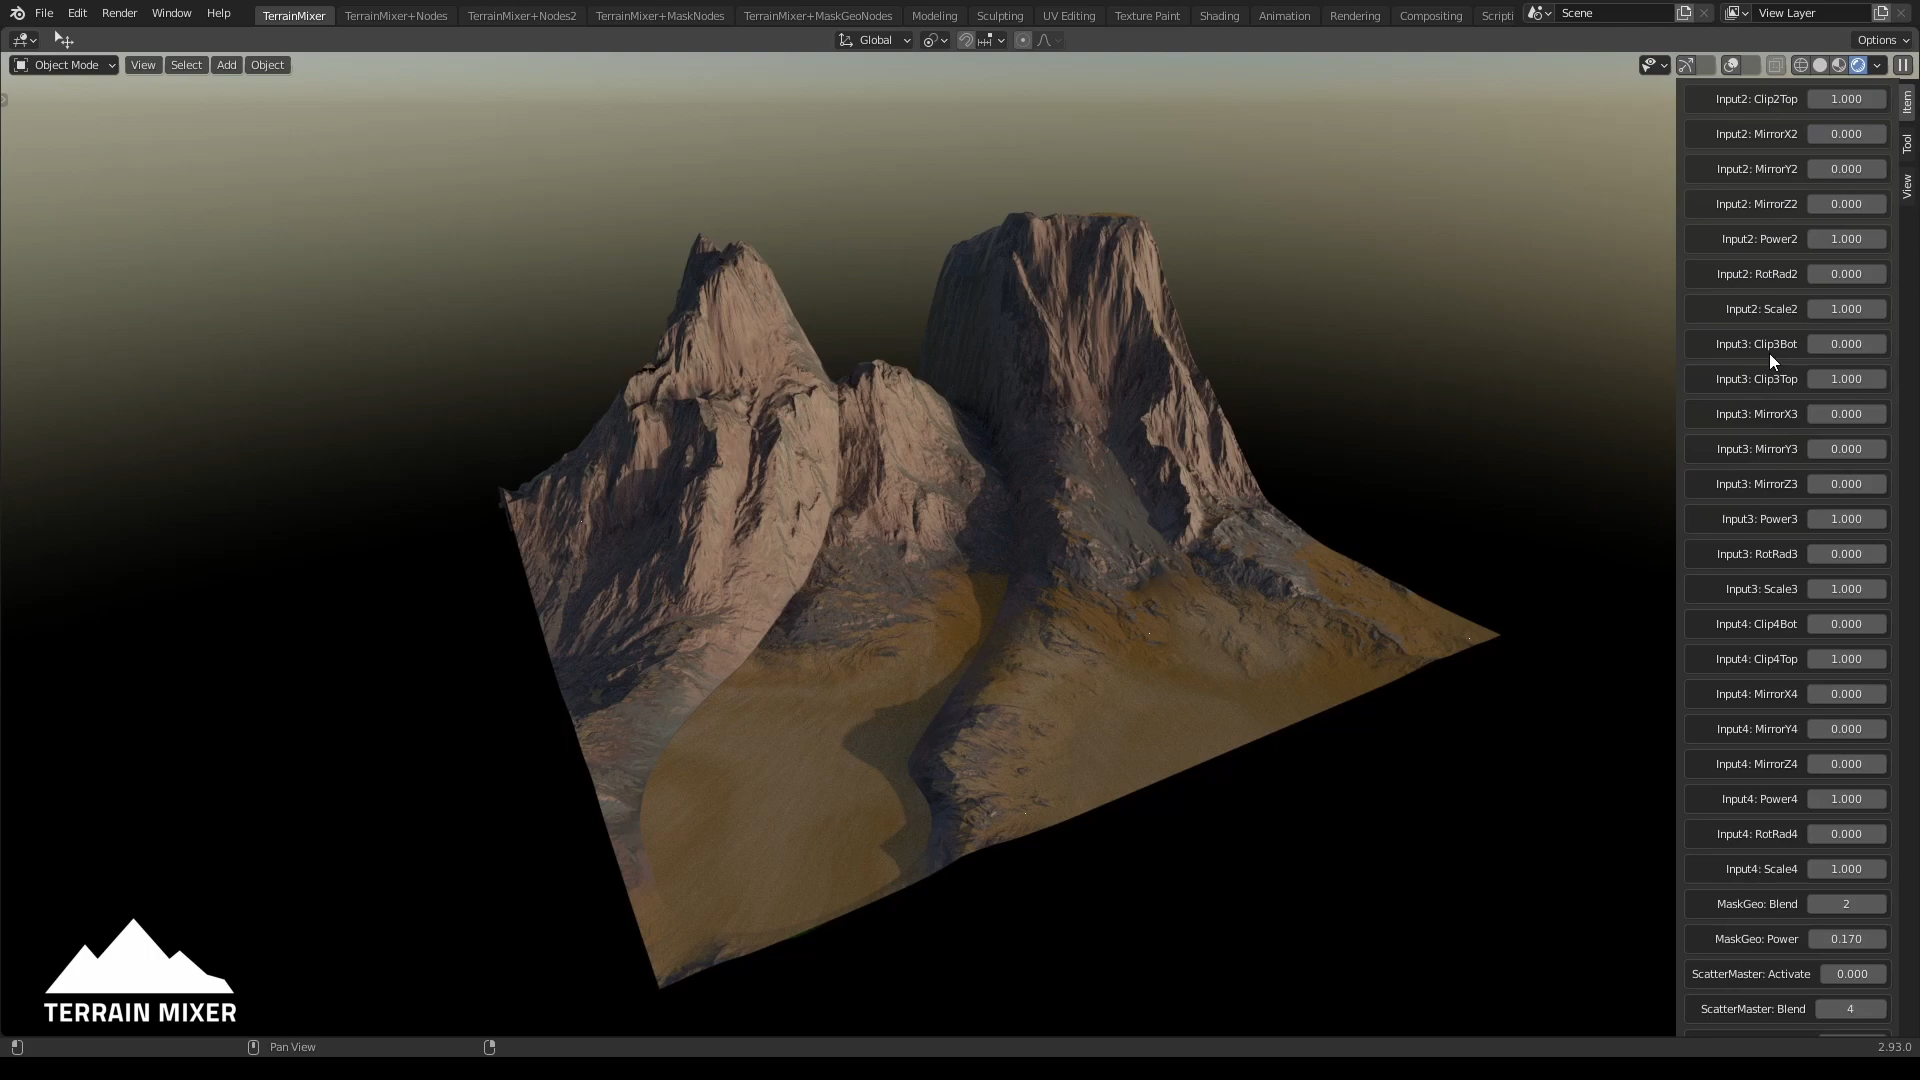 File Edit Render Window Help TerrainMixer TerrainMixer+Nodes TerrainMixer+Nodes2 TerrainMixer+MaskNodes TerrainMixer+MaskGeoNodes Modeling Sculpting UV Editing Texture Paint Shading Animation Rendering Compositing Scripti Scene View Layer
Global Options
Object Mode View Select Add Object
Item
Tool
View
Input2: Clip2Top 1.000
Input2: MirrorX2 0.000
Input2: MirrorY2 0.000
Input2: MirrorZ2 0.000
Input2: Power2 1.000
Input2: RotRad2 0.000
Input2: Scale2 1.000
Input3: Clip3Bot 0.000
Input3: Clip3Top 1.000
Input3: MirrorX3 0.000
Input3: MirrorY3 0.000
Input3: MirrorZ3 0.000
Input3: Power3 1.000
Input3: RotRad3 0.000
Input3: Scale3 1.000
Input4: Clip4Bot 0.000
Input4: Clip4Top 1.000
Input4: MirrorX4 0.000
Input4: MirrorY4 0.000
Input4: MirrorZ4 0.000
Input4: Power4 1.000
Input4: RotRad4 0.000
Input4: Scale4 1.000
MaskGeo: Blend 2
MaskGeo: Power 0.170
ScatterMaster: Activate 0.000
ScatterMaster: Blend 4
TERRAIN MIXER
Pan View 2.93.0